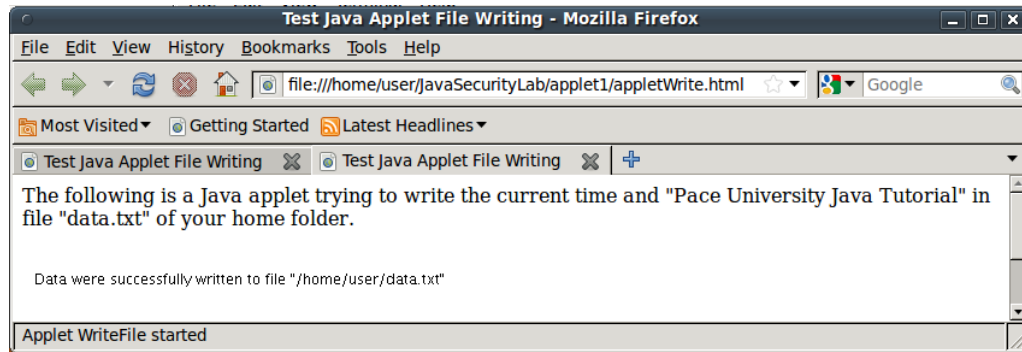 Test Java Applet File Writing - Mozilla Firefox
File Edit View History Bookmarks Tools Help
file:///home/user/JavaSecurityLab/applet1/appletWrite.html Google
Most Visited Getting Started Latest Headlines
Test Java Applet File Writing Test Java Applet File Writing
The following is a Java applet trying to write the current time and "Pace University Java Tutorial" in
file "data.txt" of your home folder.
Data were successfully written to file "/home/user/data.txt"
Applet WriteFile started